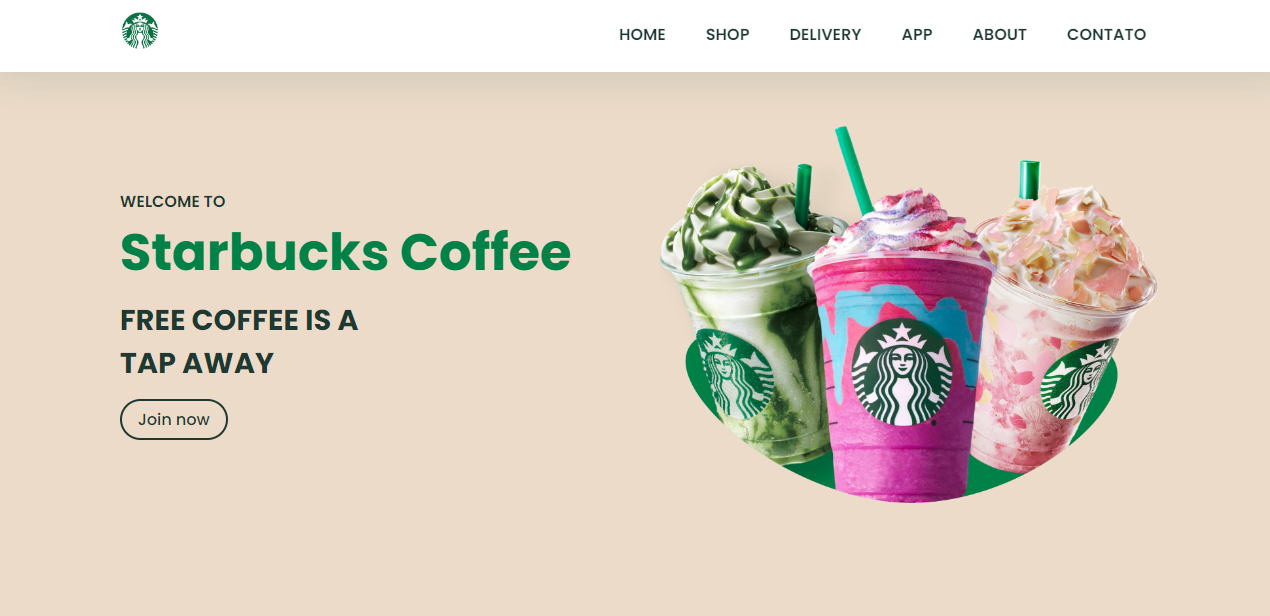 HOME SHOP DELIVERY APP ABOUT CONTATO
WELCOME TO
Starbucks Coffee
FREE COFFEE IS A
TAP AWAY
Join now